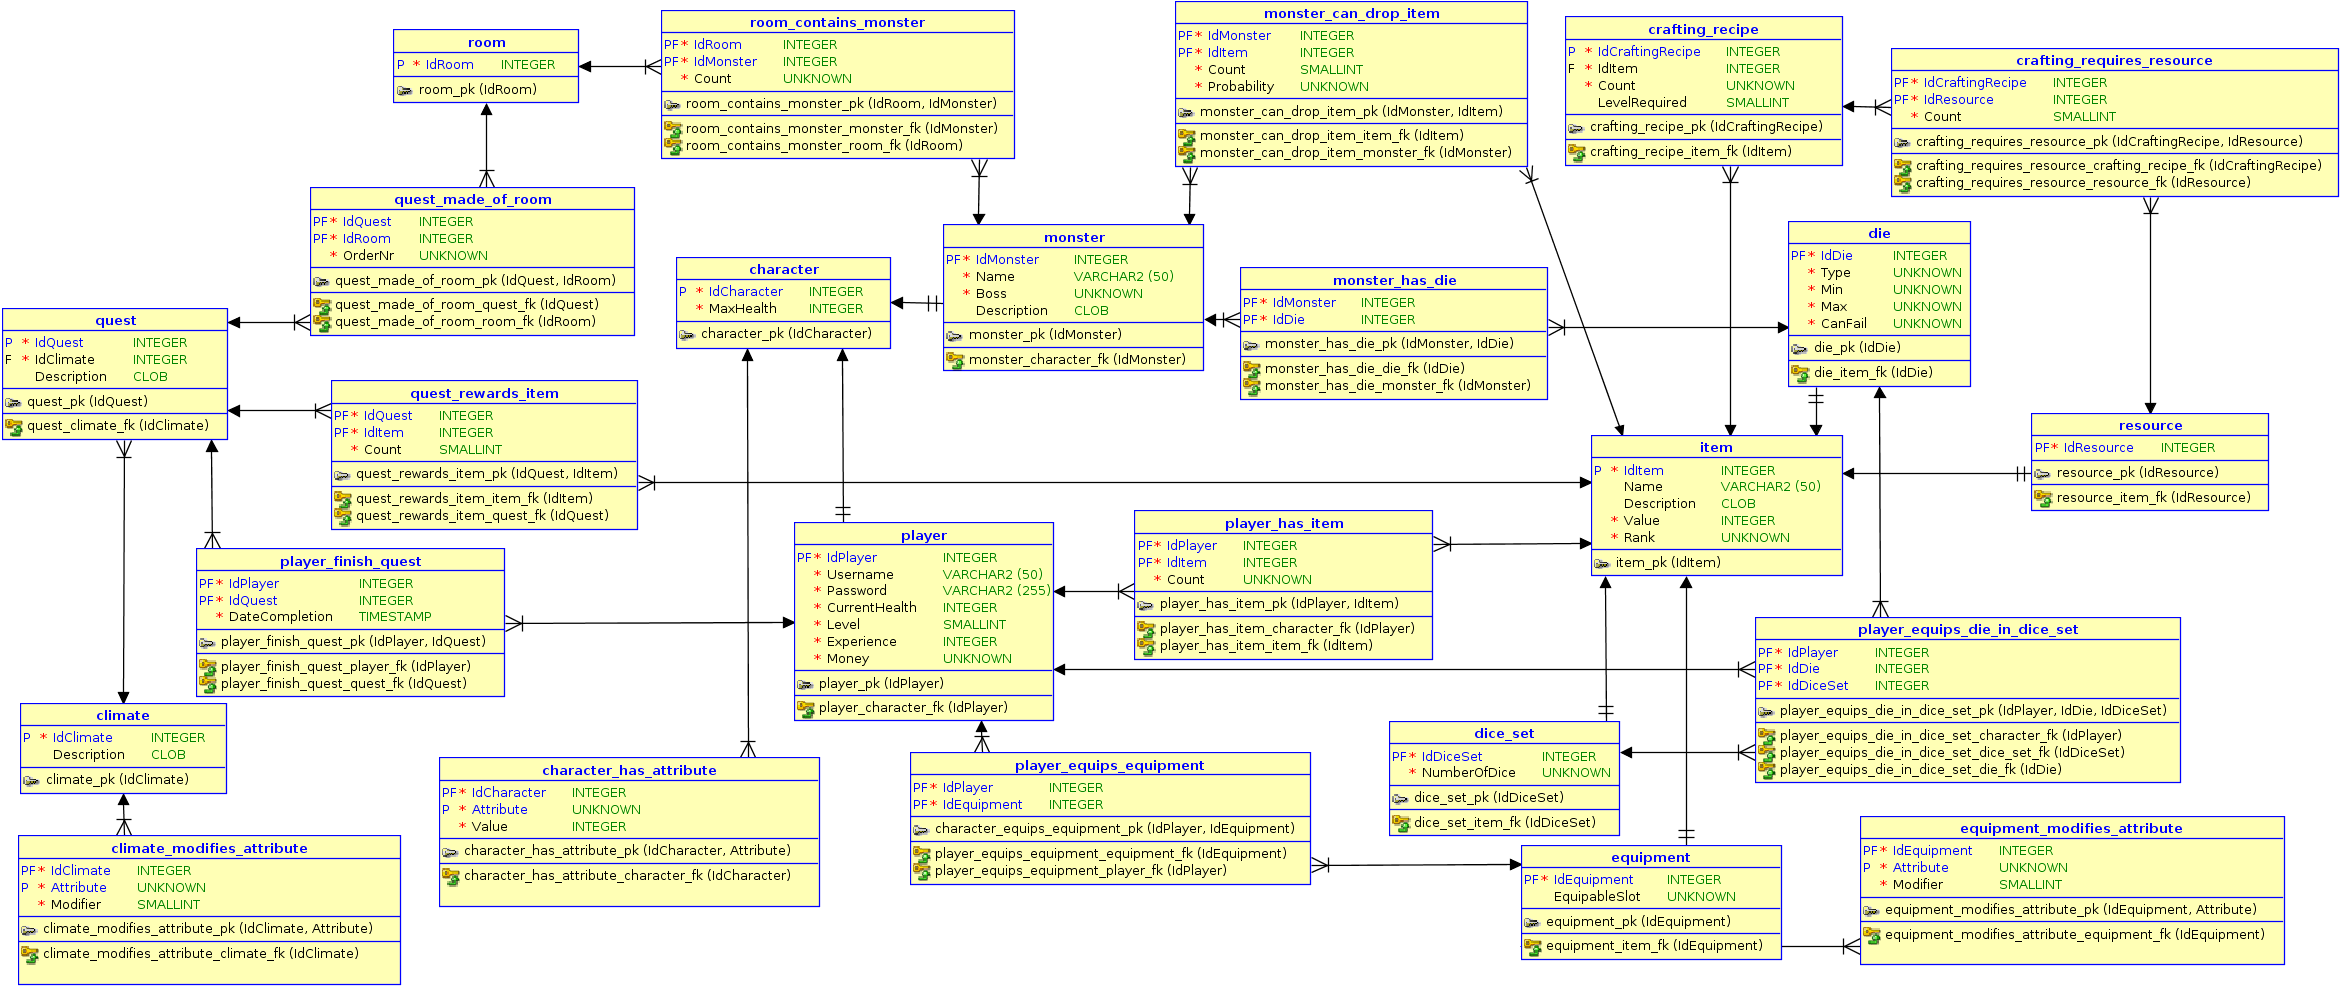 room
P * IdRoom INTEGER
room_pk (IdRoom)
room_contains_monster
PF* IdRoom INTEGER
PF* IdMonster INTEGER
* Count UNKNOWN
room_contains_monster_pk (IdRoom, IdMonster)
room_contains_monster_monster_fk (IdMonster)
room_contains_monster_room_fk (IdRoom)
monster_can_drop_item
PF* IdMonster INTEGER
PF* IdItem INTEGER
* Count SMALLINT
* Probability UNKNOWN
monster_can_drop_item_pk (IdMonster, IdItem)
monster_can_drop_item_item_fk (IdItem)
monster_can_drop_item_monster_fk (IdMonster)
crafting_recipe
P * IdCraftingRecipe INTEGER
F * IdItem INTEGER
* Count UNKNOWN
LevelRequired SMALLINT
crafting_recipe_pk (IdCraftingRecipe)
crafting_recipe_item_fk (IdItem)
crafting_requires_resource
PF* IdCraftingRecipe INTEGER
PF* IdResource INTEGER
* Count SMALLINT
crafting_requires_resource_pk (IdCraftingRecipe, IdResource)
crafting_requires_resource_crafting_recipe_fk (IdCraftingRecipe)
crafting_requires_resource_resource_fk (IdResource)
quest_made_of_room
PF* IdQuest INTEGER
PF* IdRoom INTEGER
* OrderNr UNKNOWN
quest_made_of_room_pk (IdQuest, IdRoom)
quest_made_of_room_quest_fk (IdQuest)
quest_made_of_room_room_fk (IdRoom)
character
P * IdCharacter INTEGER
* MaxHealth INTEGER
character_pk (IdCharacter)
monster
PF* IdMonster INTEGER
* Name VARCHAR2 (50)
* Boss UNKNOWN
Description CLOB
monster_pk (IdMonster)
monster_character_fk (IdMonster)
monster_has_die
PF* IdMonster INTEGER
PF* IdDie INTEGER
monster_has_die_pk (IdMonster, IdDie)
monster_has_die_die_fk (IdDie)
monster_has_die_monster_fk (IdMonster)
die
PF* IdDie INTEGER
* Type UNKNOWN
* Min UNKNOWN
* Max UNKNOWN
* CanFail UNKNOWN
die_pk (IdDie)
die_item_fk (IdDie)
quest
P * IdQuest INTEGER
F * IdClimate INTEGER
Description CLOB
quest_pk (IdQuest)
quest_climate_fk (IdClimate)
quest_rewards_item
PF* IdQuest INTEGER
PF* IdItem INTEGER
* Count SMALLINT
quest_rewards_item_pk (IdQuest, IdItem)
quest_rewards_item_item_fk (IdItem)
quest_rewards_item_quest_fk (IdQuest)
item
P * IdItem INTEGER
Name VARCHAR2 (50)
Description CLOB
* Value INTEGER
* Rank UNKNOWN
item_pk (IdItem)
resource
PF* IdResource INTEGER
resource_pk (IdResource)
resource_item_fk (IdResource)
player_finish_quest
PF* IdPlayer INTEGER
PF* IdQuest INTEGER
* DateCompletion TIMESTAMP
player_finish_quest_pk (IdPlayer, IdQuest)
player_finish_quest_player_fk (IdPlayer)
player_finish_quest_quest_fk (IdQuest)
player
PF* IdPlayer INTEGER
* Username VARCHAR2 (50)
* Password VARCHAR2 (255)
* CurrentHealth INTEGER
* Level SMALLINT
* Experience INTEGER
* Money UNKNOWN
player_pk (IdPlayer)
player_character_fk (IdPlayer)
player_has_item
PF* IdPlayer INTEGER
PF* IdItem INTEGER
* Count UNKNOWN
player_has_item_pk (IdPlayer, IdItem)
player_has_item_character_fk (IdPlayer)
player_has_item_item_fk (IdItem)
player_equips_die_in_dice_set
PF* IdPlayer INTEGER
PF* IdDie INTEGER
PF* IdDiceSet INTEGER
player_equips_die_in_dice_set_pk (IdPlayer, IdDie, IdDiceSet)
player_equips_die_in_dice_set_character_fk (IdPlayer)
player_equips_die_in_dice_set_dice_set_fk (IdDiceSet)
player_equips_die_in_dice_set_die_fk (IdDie)
climate
P * IdClimate INTEGER
Description CLOB
climate_pk (IdClimate)
character_has_attribute
PF* IdCharacter INTEGER
P * Attribute UNKNOWN
* Value INTEGER
character_has_attribute_pk (IdCharacter, Attribute)
character_has_attribute_character_fk (IdCharacter)
player_equips_equipment
PF* IdPlayer INTEGER
PF* IdEquipment INTEGER
character_equips_equipment_pk (IdPlayer, IdEquipment)
player_equips_equipment_equipment_fk (IdEquipment)
player_equips_equipment_player_fk (IdPlayer)
dice_set
PF* IdDiceSet INTEGER
* NumberOfDice UNKNOWN
dice_set_pk (IdDiceSet)
dice_set_item_fk (IdDiceSet)
climate_modifies_attribute
PF* IdClimate INTEGER
P * Attribute UNKNOWN
* Modifier SMALLINT
climate_modifies_attribute_pk (IdClimate, Attribute)
climate_modifies_attribute_climate_fk (IdClimate)
equipment
PF* IdEquipment INTEGER
EquipableSlot UNKNOWN
equipment_pk (IdEquipment)
equipment_item_fk (IdEquipment)
equipment_modifies_attribute
PF* IdEquipment INTEGER
P * Attribute UNKNOWN
* Modifier SMALLINT
equipment_modifies_attribute_pk (IdEquipment, Attribute)
equipment_modifies_attribute_equipment_fk (IdEquipment)